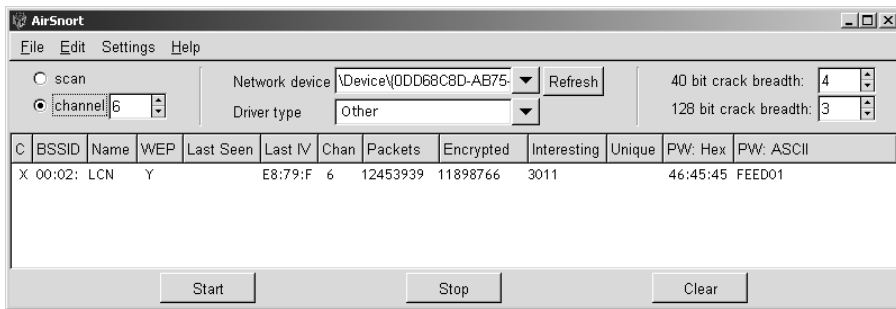 AirSnort
File Edit Settings Help
scan
channel 6
Network device \Device\{0DD68C8D-AB75- Refresh
Driver type Other
40 bit crack breadth: 4
128 bit crack breadth: 3
C BSSID Name WEP Last Seen Last IV Chan Packets Encrypted Interesting Unique PW: Hex PW: ASCII
X 00:02: LCN Y E8:79:F 6 12453939 11898766 3011 46:45:45 FEED01
Start Stop Clear